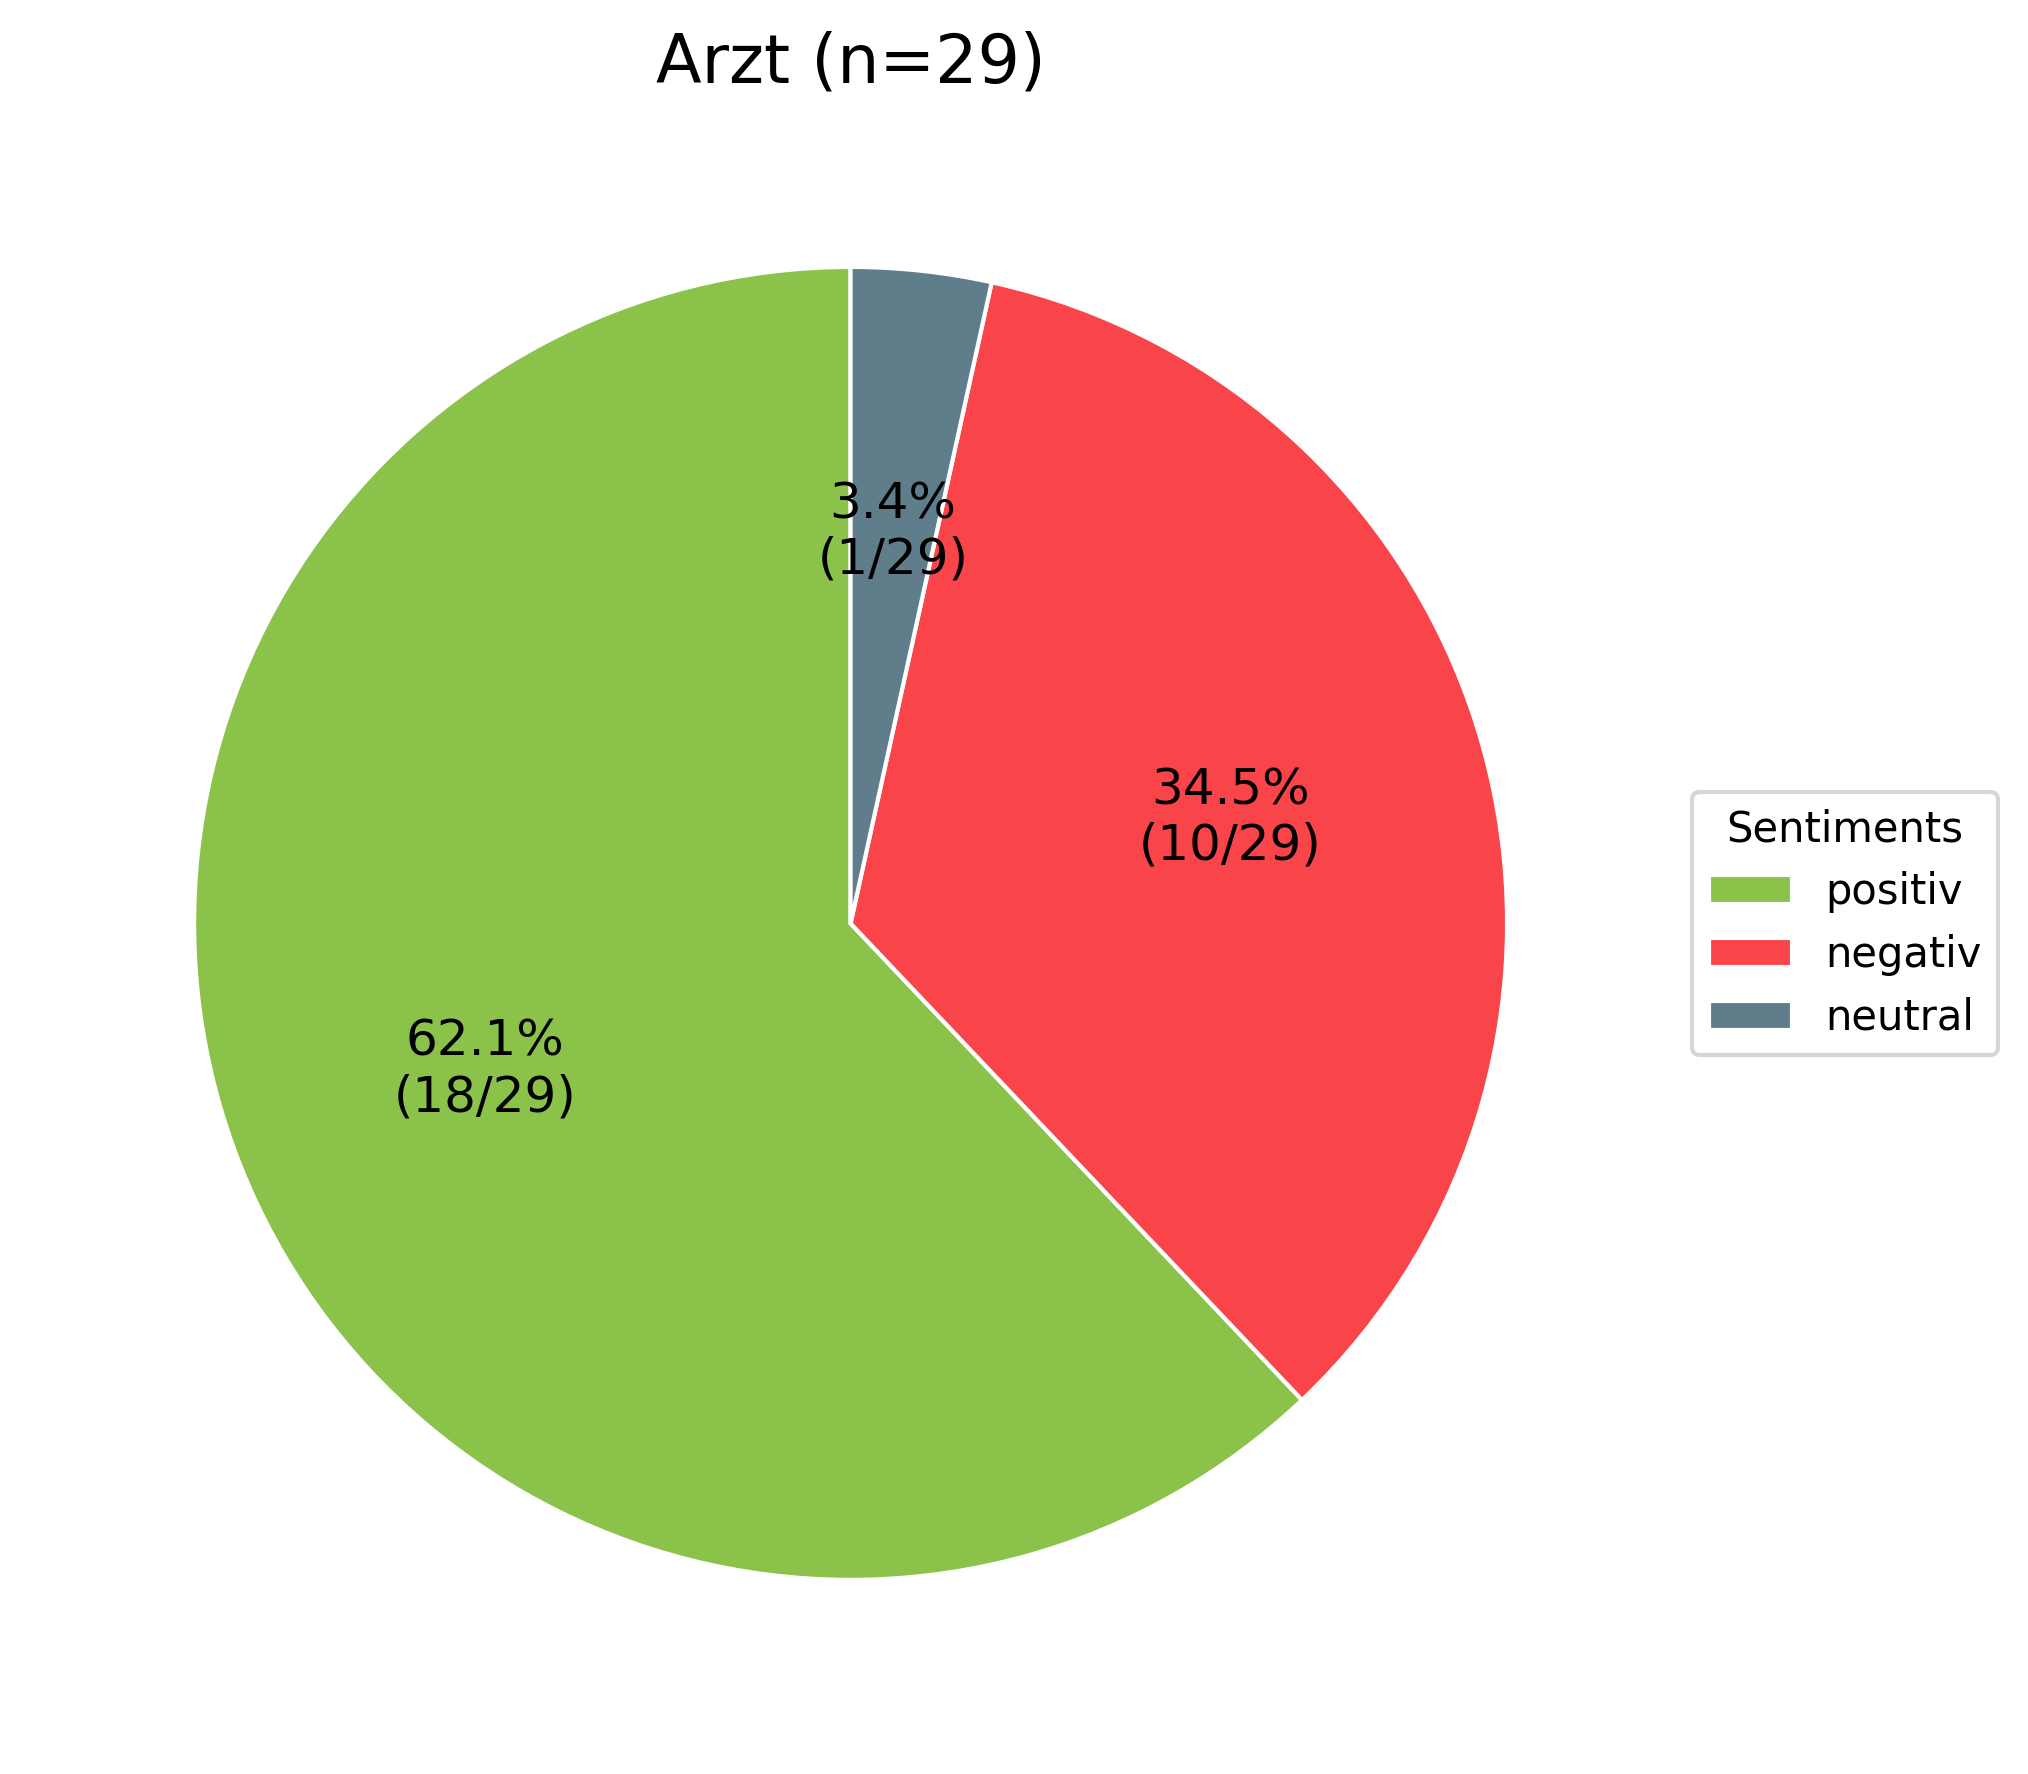 Arzt (n=29)
3.4%
(1/29)
34.5%
(10/29)
62.1%
(18/29)
Sentiments
positiv
negativ
neutral